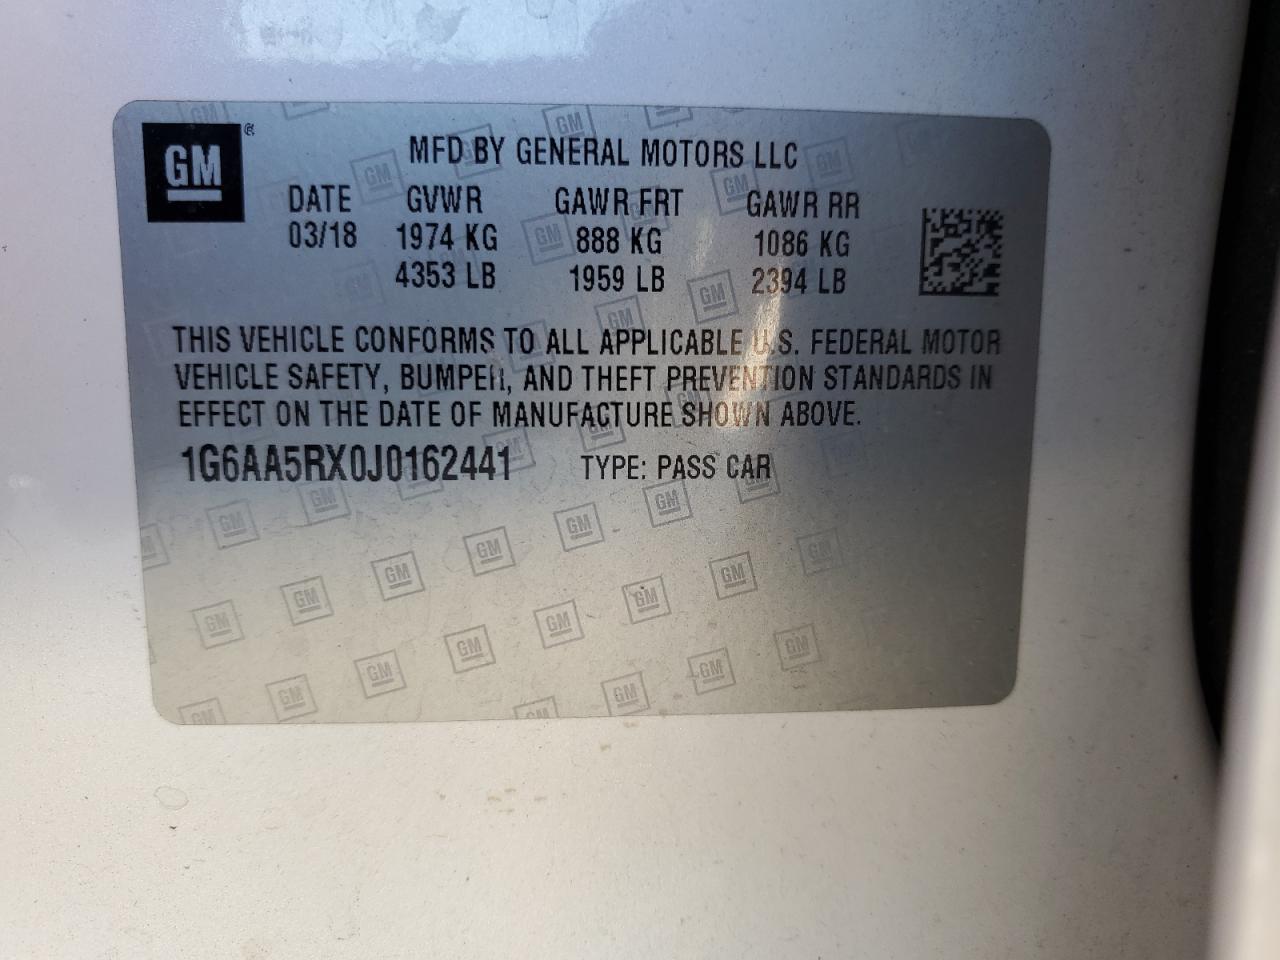 GM ®
MFD BY GENERAL MOTORS LLC
DATE GVWR GAWR FRT GAWR RR
03/18 1974 KG 888 KG 1086 KG
4353 LB 1959 LB 2394 LB
THIS VEHICLE CONFORMS TO ALL APPLICABLE U.S. FEDERAL MOTOR
VEHICLE SAFETY, BUMPER, AND THEFT PREVENTION STANDARDS IN
EFFECT ON THE DATE OF MANUFACTURE SHOWN ABOVE.
1G6AA5RX0J0162441 TYPE: PASS CAR